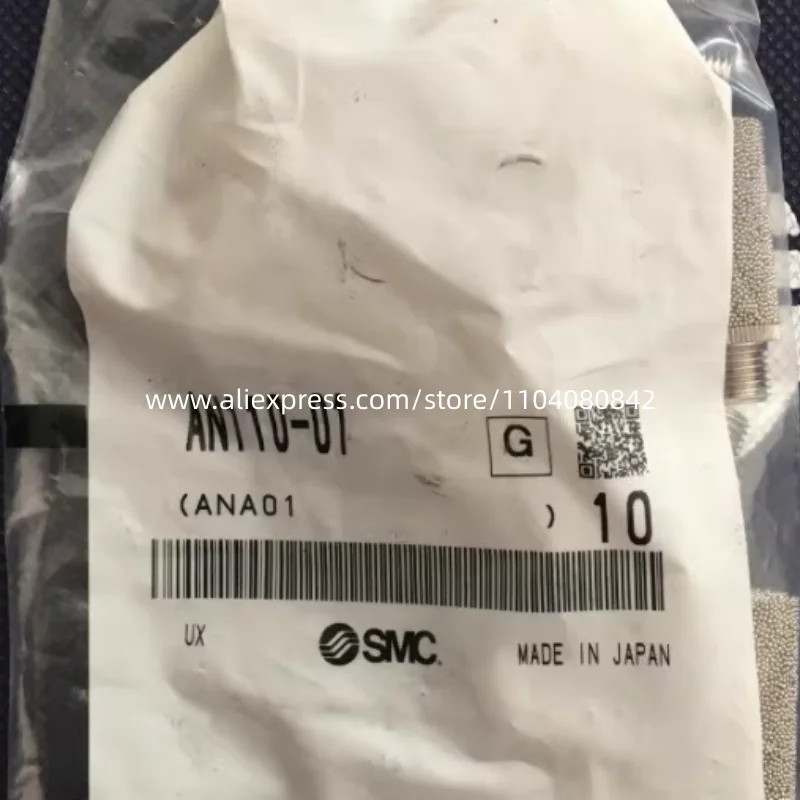 www.aliexpress.com/store/1104080842
AN110-01
G
(ANA01 )
10
UX
SMC.
MADE IN JAPAN